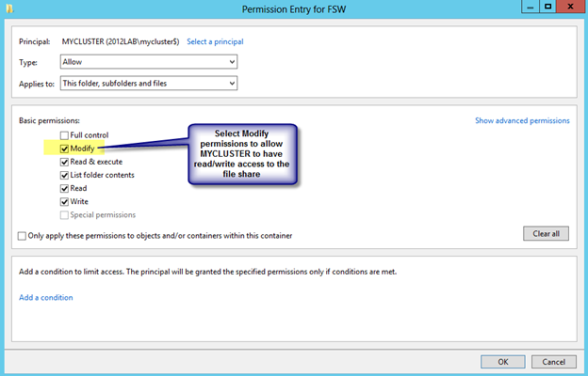 Permission Entry for FSW
Principal: MYCLUSTER (2012LAB\mycluster$) Select a principal
Type: Allow
Applies to: This folder, subfolders and files
Basic permissions: Show advanced permissions
Full control
Modify
Read & execute
List folder contents
Read
Write
Special permissions
Select Modify
permissions to allow
MYCLUSTER to have
read/write access to the
file share
Only apply these permissions to objects and/or containers within this container
Clear all
Add a condition to limit access. The principal will be granted the specified permissions only if conditions are met.
Add a condition
OK Cancel